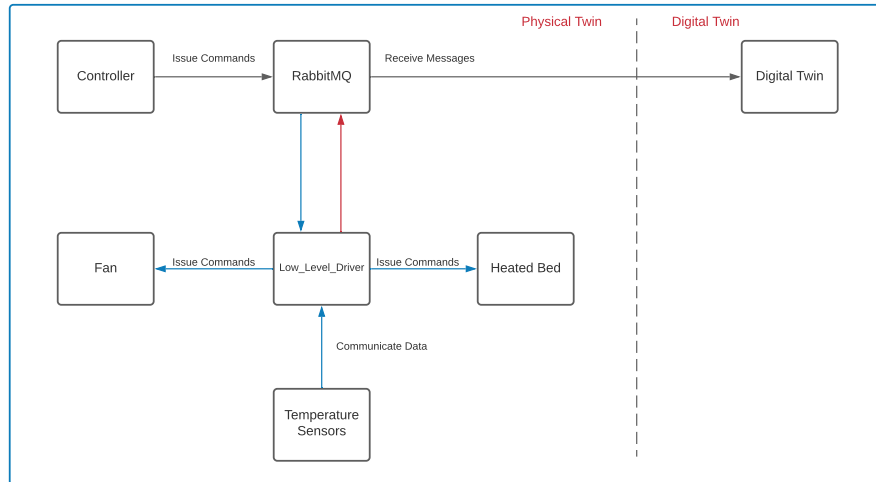 Physical Twin
Digital Twin
Issue Commands
Receive Messages
Controller
RabbitMQ
Digital Twin
Issue Commands
Issue Commands
Fan
Low_Level_Driver
Heated Bed
Communicate Data
Temperature
Sensors